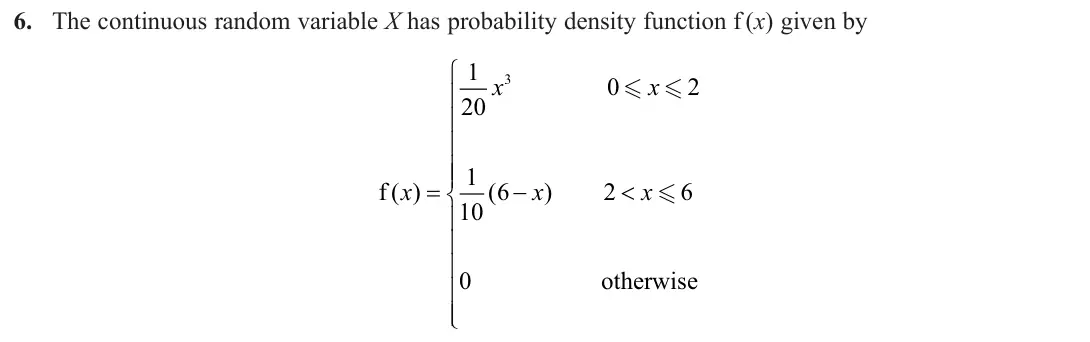 6. The continuous random variable X has probability density function f(x) given by
f(x) = { 1/20 x³ 0 ⩽ x ⩽ 2
1/10 (6 – x) 2 < x ⩽ 6
0 otherwise